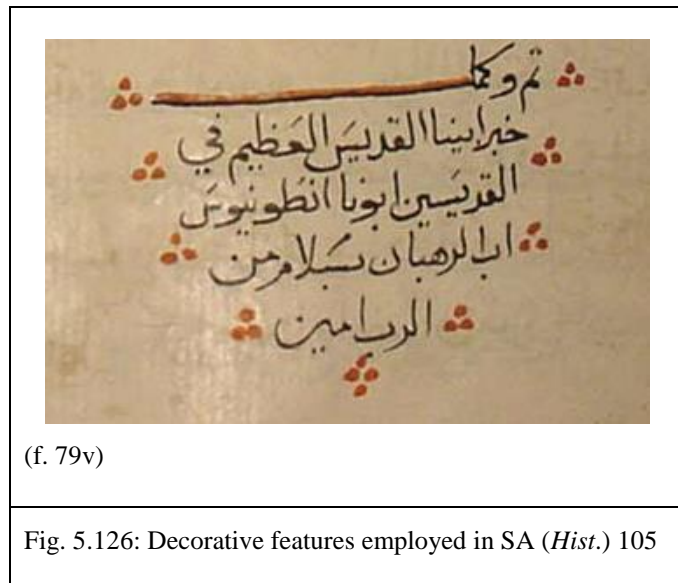 تم وكما
خبر ابينا القديس العظيم في
القديسين ابونا انطونيوس
اب الرهبان بسلام من
الرب امين
(f. 79v)
Fig. 5.126: Decorative features employed in SA (Hist.) 105